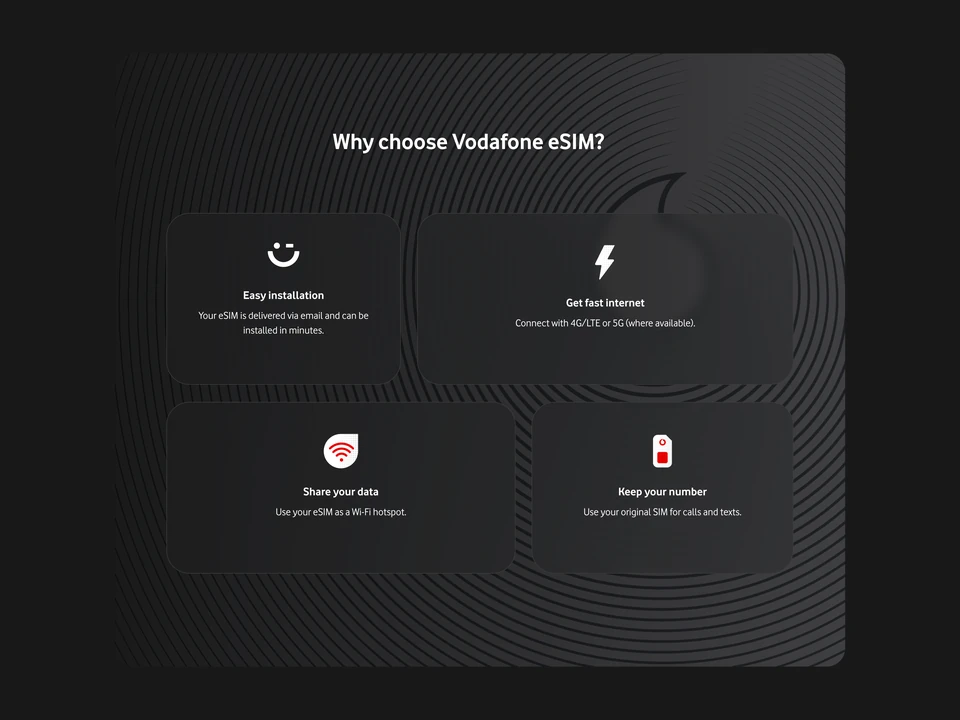 Why choose Vodafone eSIM?
Easy installation
Your eSIM is delivered via email and can be
installed in minutes.
Get fast internet
Connect with 4G/LTE or 5G (where available).
Share your data
Use your eSIM as a Wi-Fi hotspot.
Keep your number
Use your original SIM for calls and texts.